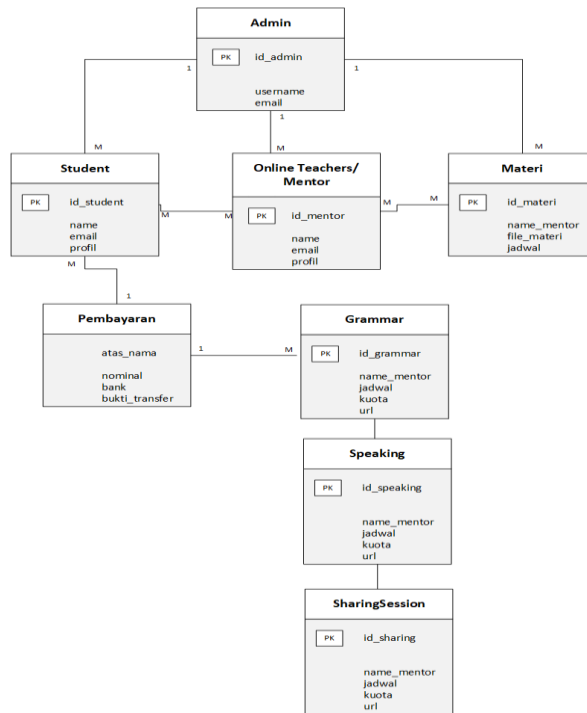 Admin
PK id_admin
username
email
1
1
1
M
M
M
Student
PK id_student
name
email
profil
Online Teachers/
Mentor
PK id_mentor
name
email
profil
Materi
PK id_materi
name_mentor
file_materi
jadwal
M
M
M
M
M
1
Pembayaran
atas_nama
nominal
bank
bukti_transfer
1
M
Grammar
PK id_grammar
name_mentor
jadwal
kuota
url
Speaking
PK id_speaking
name_mentor
jadwal
kuota
url
SharingSession
PK id_sharing
name_mentor
jadwal
kuota
url